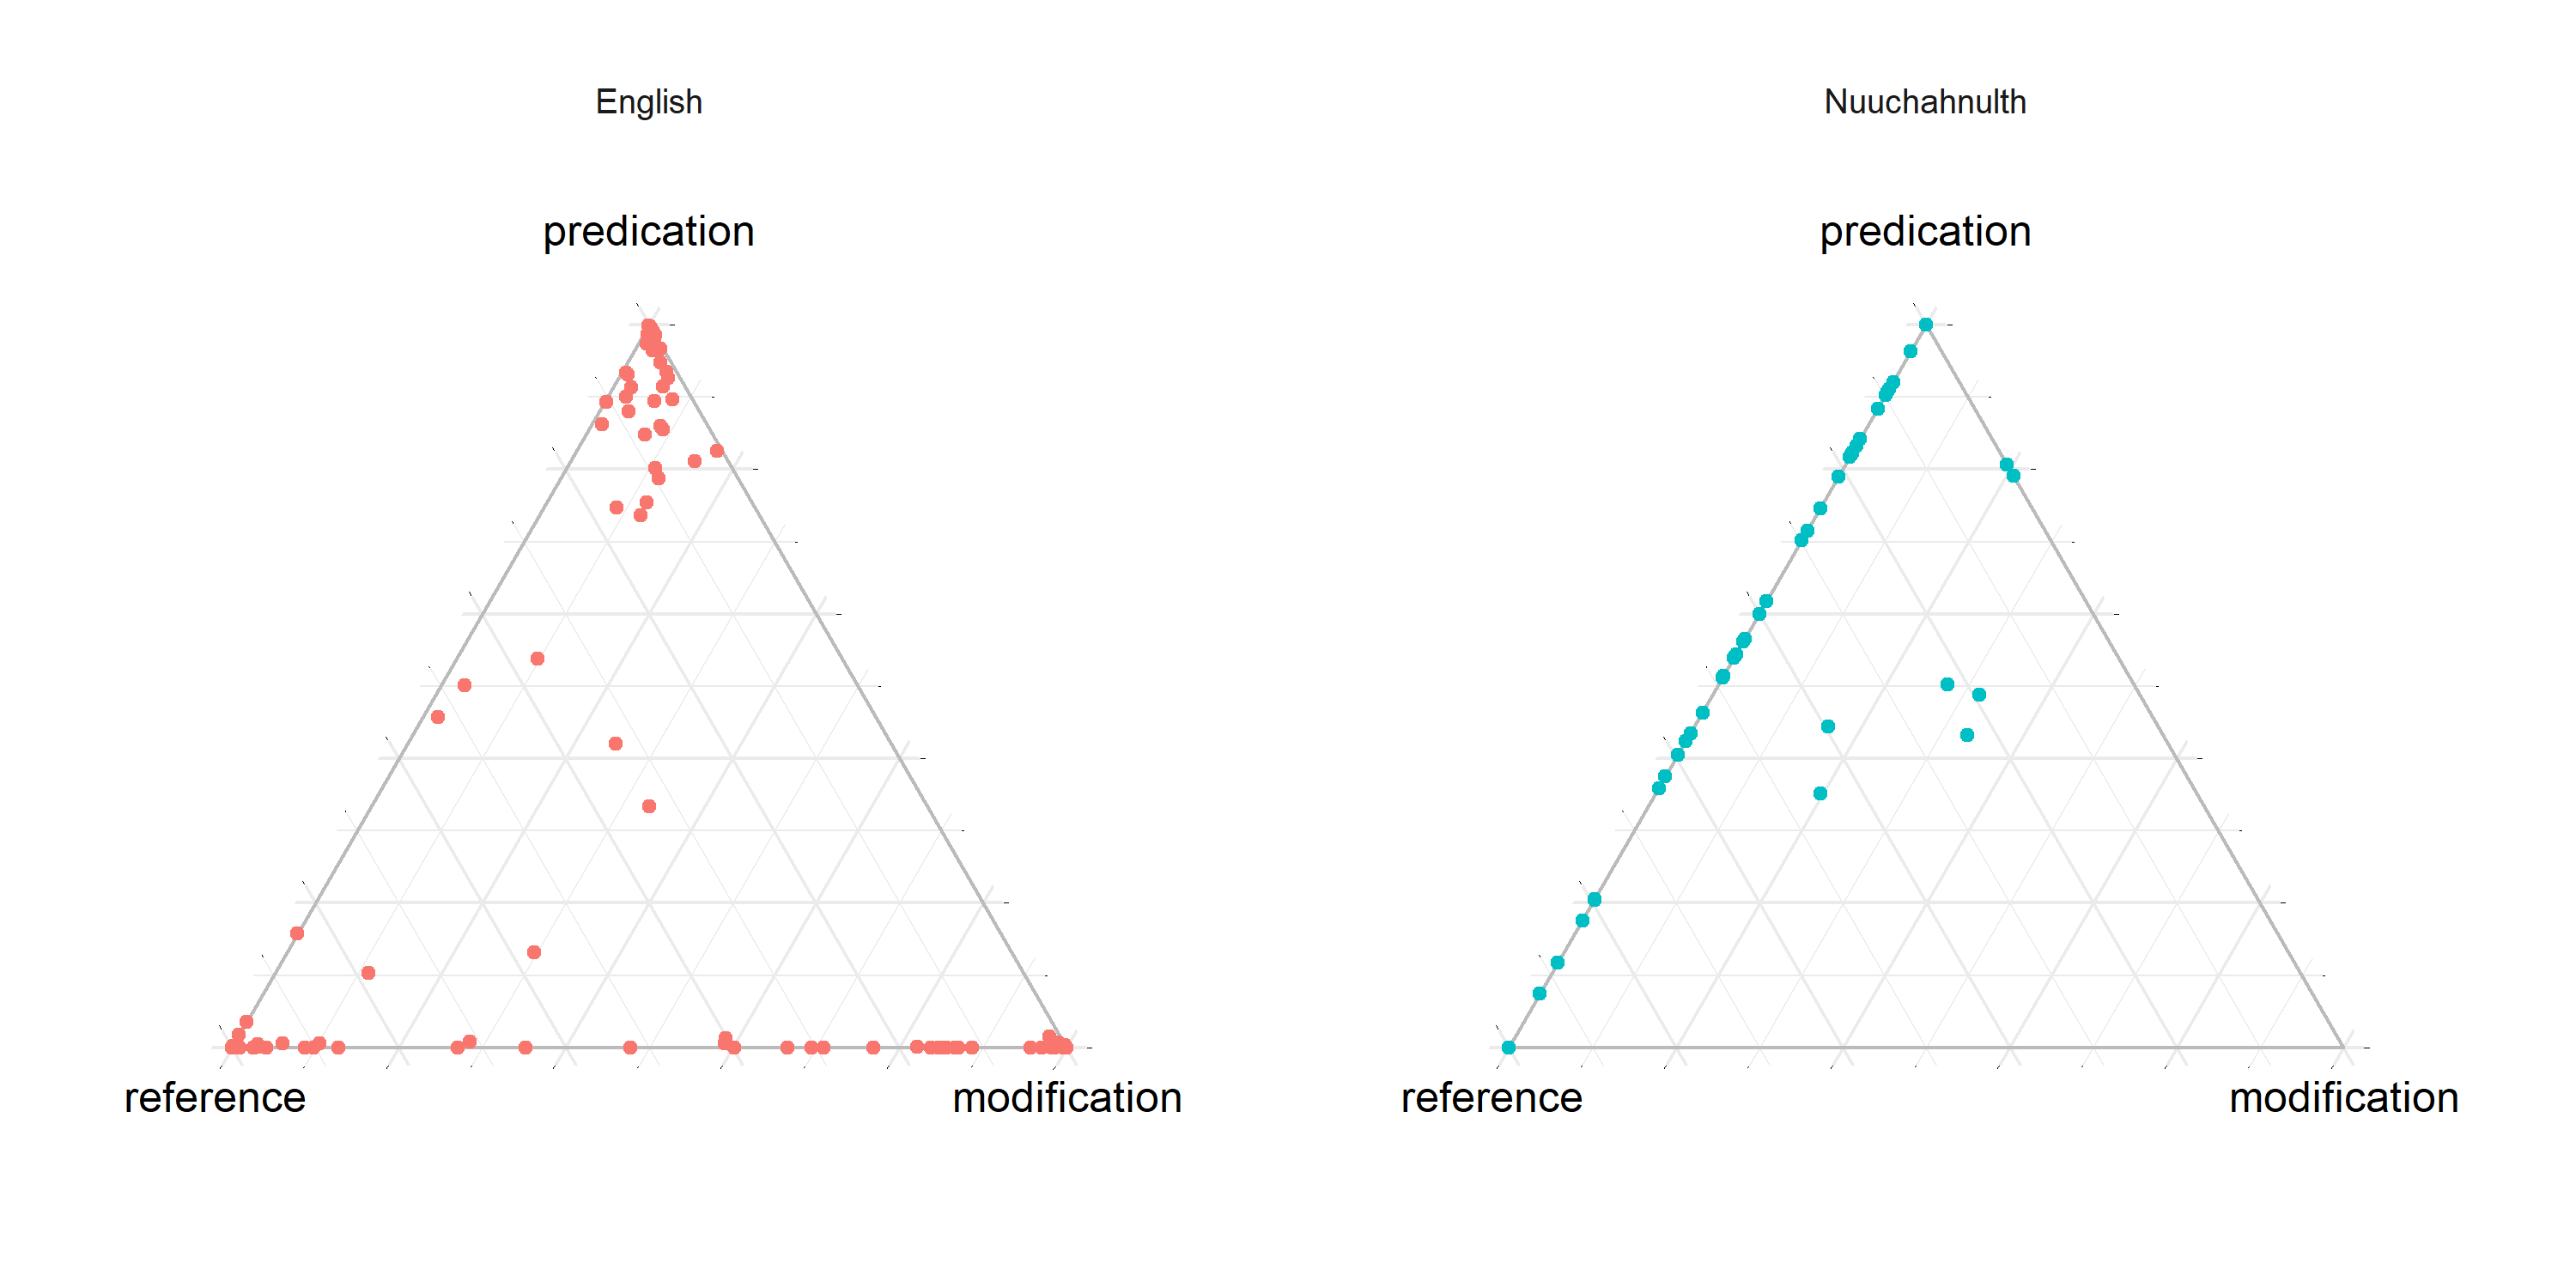 English
predication
reference
modification
Nuuchahnulth
predication
reference
modification